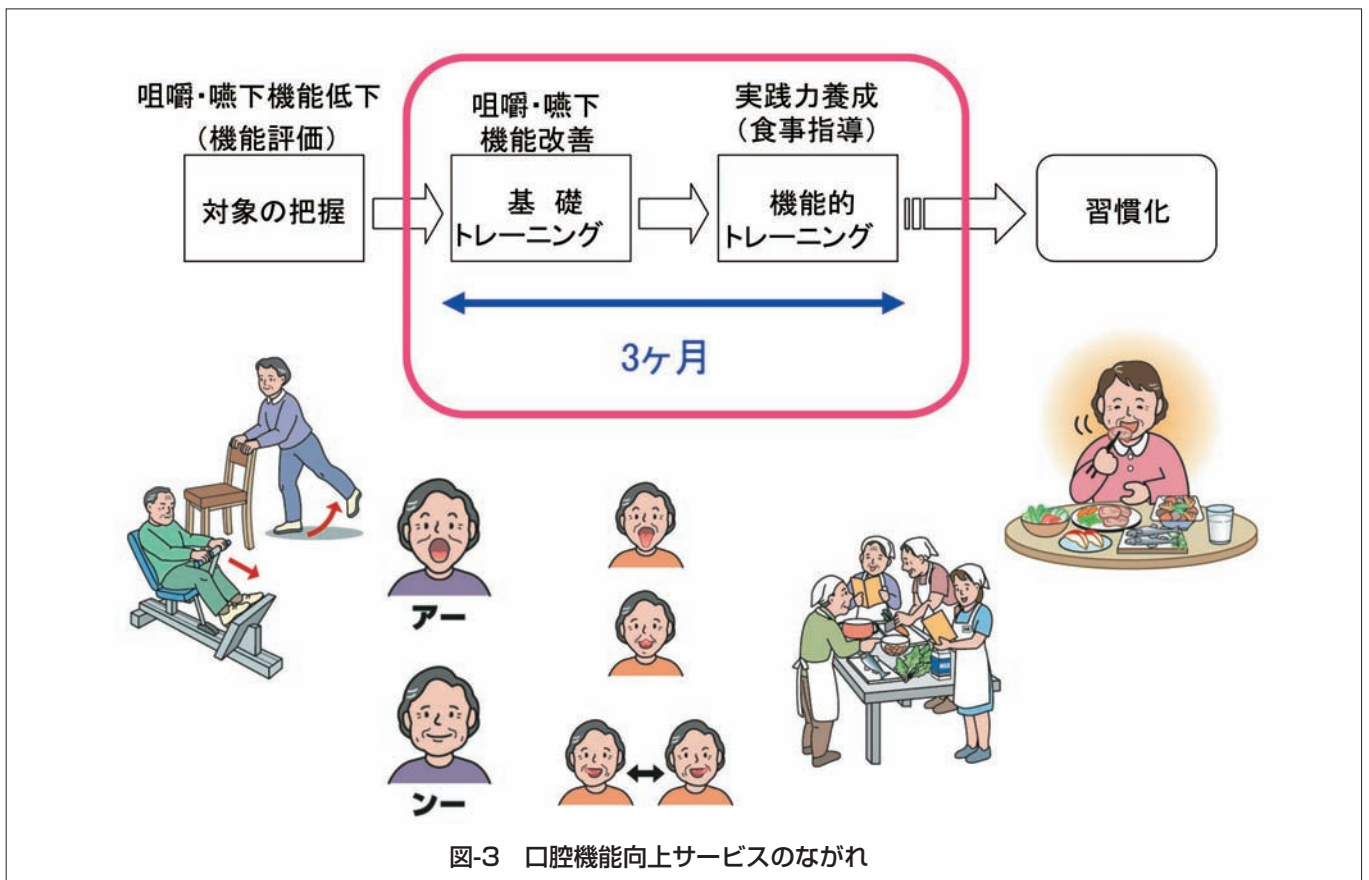 咀嚼・嚥下機能低下
(機能評価)
対象の把握
咀嚼・嚥下
機能改善
基 礎
トレーニング
実践力養成
(食事指導)
機能的
トレーニング
習慣化
3ヶ月
アー
ンー
図-3 口腔機能向上サービスのながれ